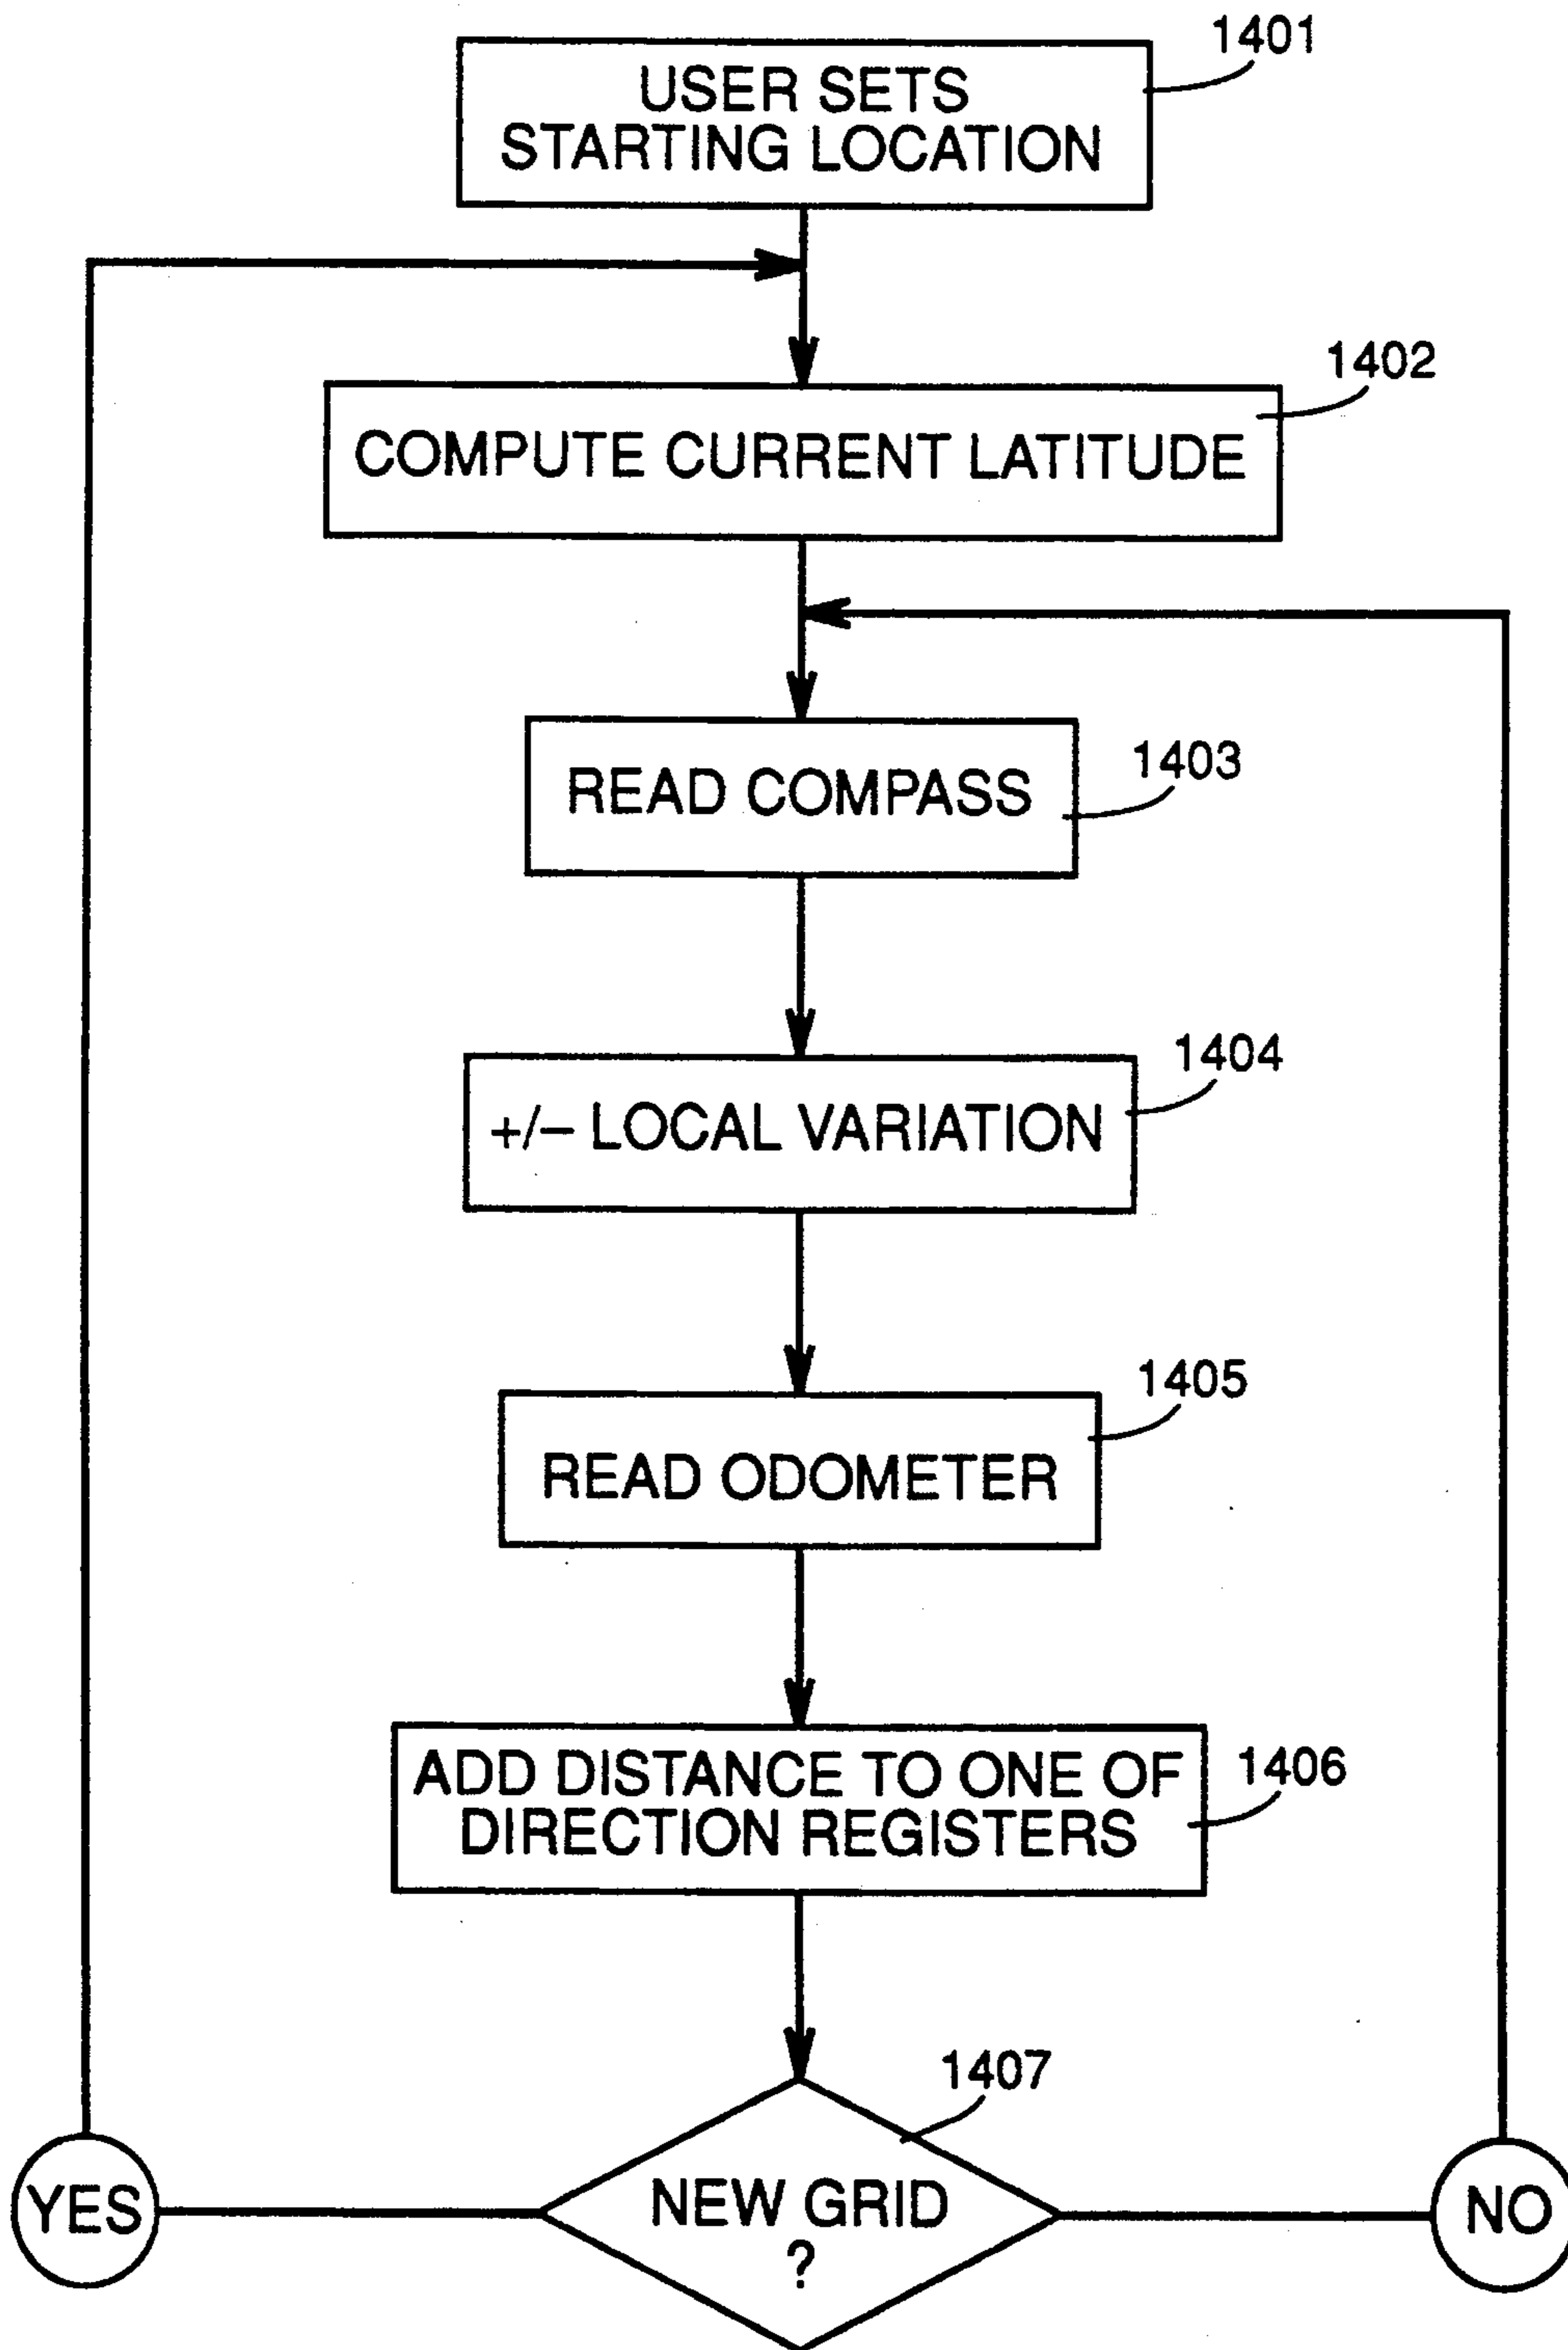 1401
USER SETS
STARTING LOCATION
1402
COMPUTE CURRENT LATITUDE
1403
READ COMPASS
1404
+/– LOCAL VARIATION
1405
READ ODOMETER
1406
ADD DISTANCE TO ONE OF
DIRECTION REGISTERS
1407
YES
NEW GRID
?
NO